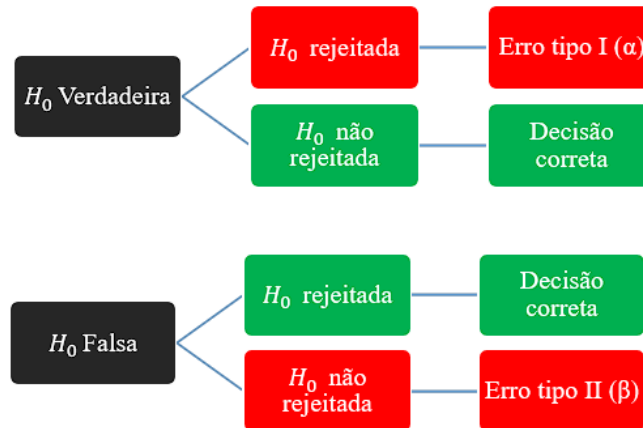 H₀ Verdadeira
H₀ rejeitada
Erro tipo I (α)
H₀ não
rejeitada
Decisão
correta
H₀ Falsa
H₀ rejeitada
Decisão
correta
H₀ não
rejeitada
Erro tipo II (β)